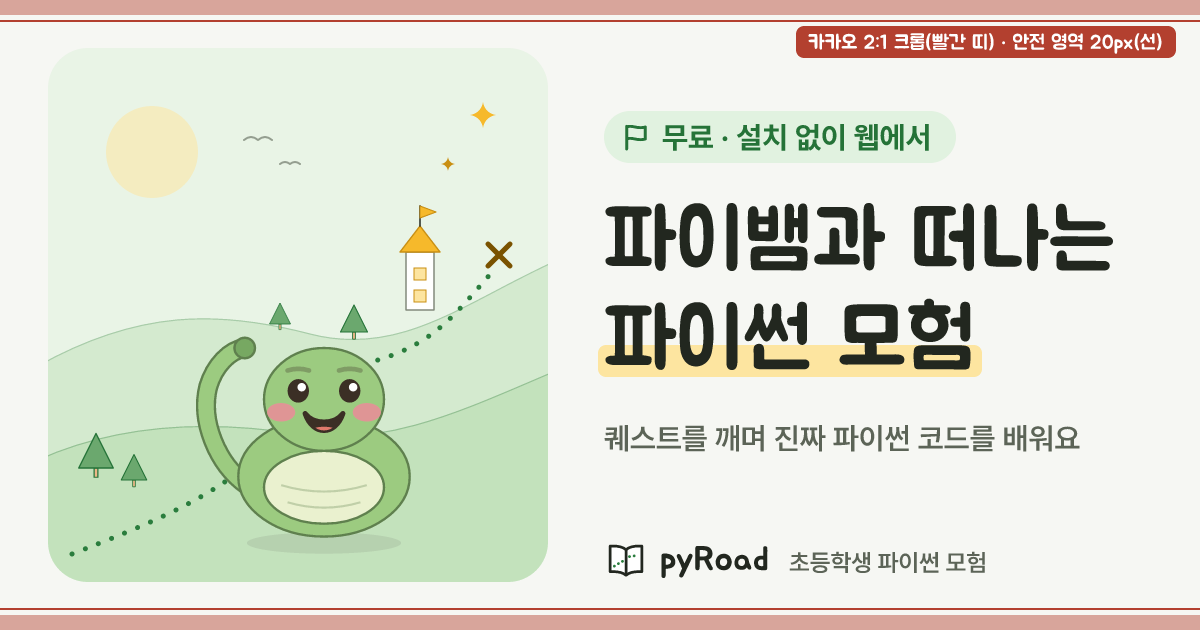 카카오 2:1 크롭(빨간 띠) · 안전 영역 20px(선)
무료 · 설치 없이 웹에서
파이뱀과 떠나는
파이썬 모험
퀘스트를 깨며 진짜 파이썬 코드를 배워요
pyRoad 초등학생 파이썬 모험